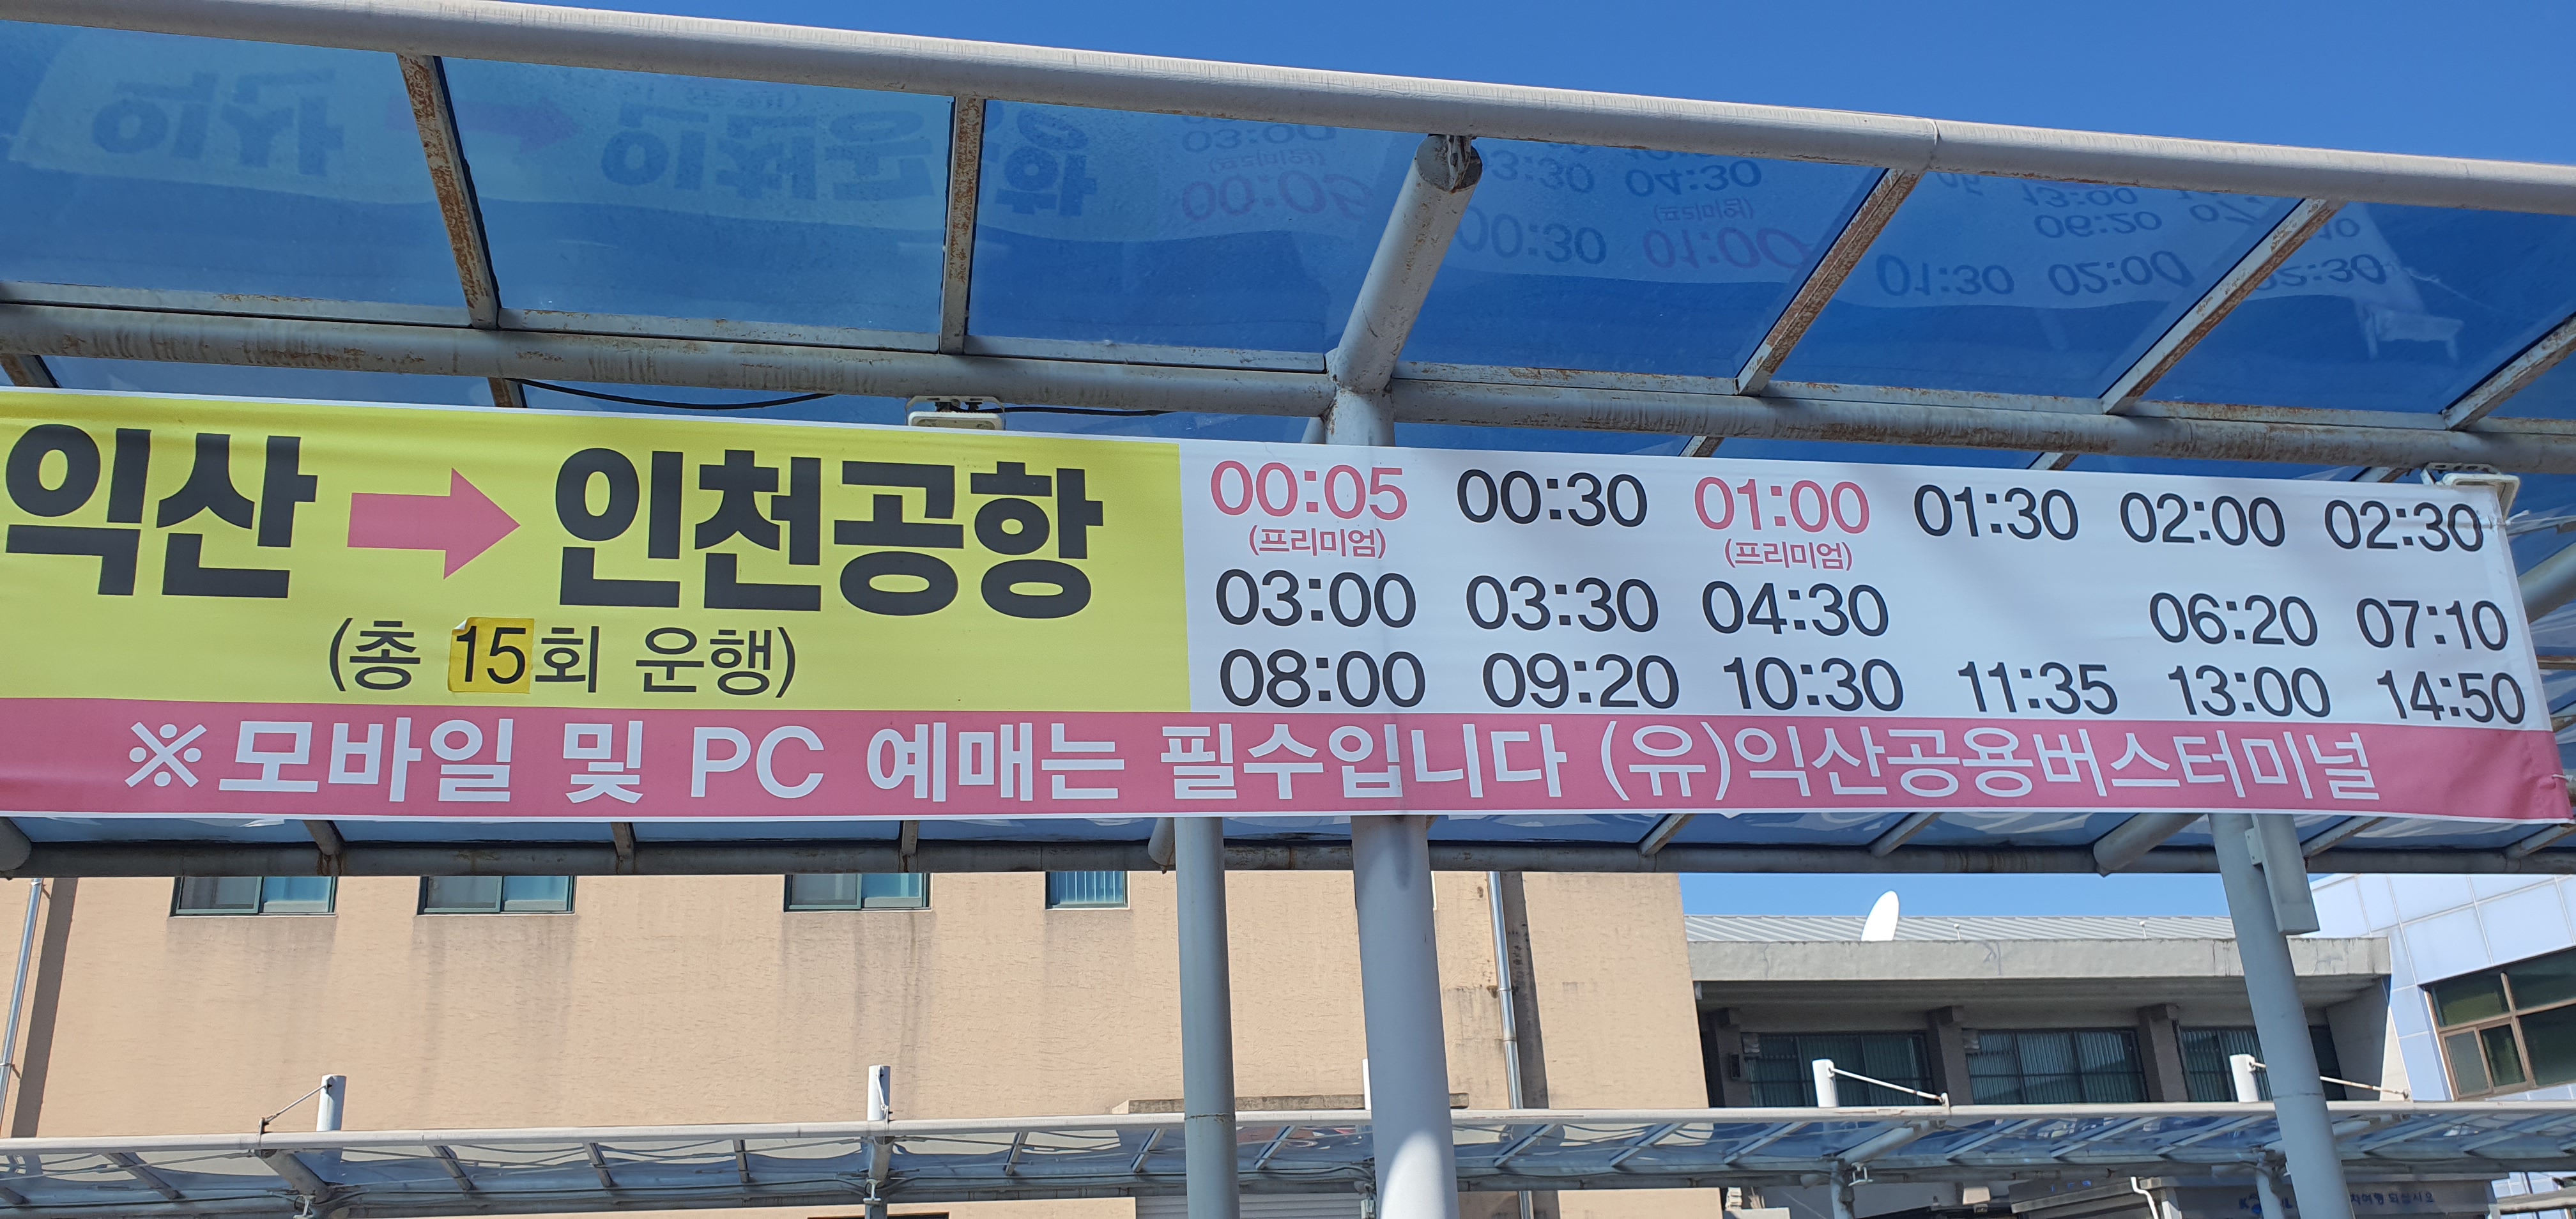 익산 → 인천공항
(총 15회 운행)
00:05 00:30 01:00 01:30 02:00 02:30
(프리미엄) (프리미엄)
03:00 03:30 04:30 06:20 07:10
08:00 09:20 10:30 11:35 13:00 14:50
※모바일 및 PC 예매는 필수입니다 (유)익산공용버스터미널